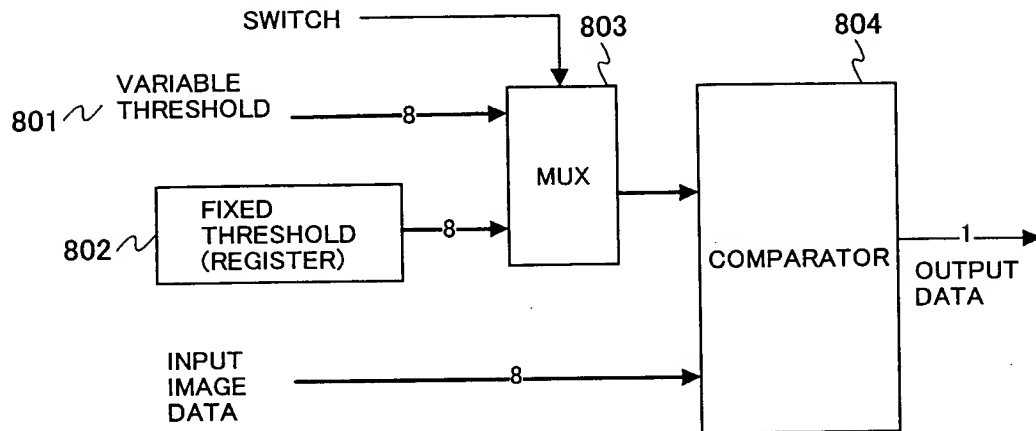 SWITCH
803
804
VARIABLE
THRESHOLD
801
8
MUX
FIXED
THRESHOLD
(REGISTER)
802
8
COMPARATOR
1
OUTPUT
DATA
INPUT
IMAGE
DATA
8